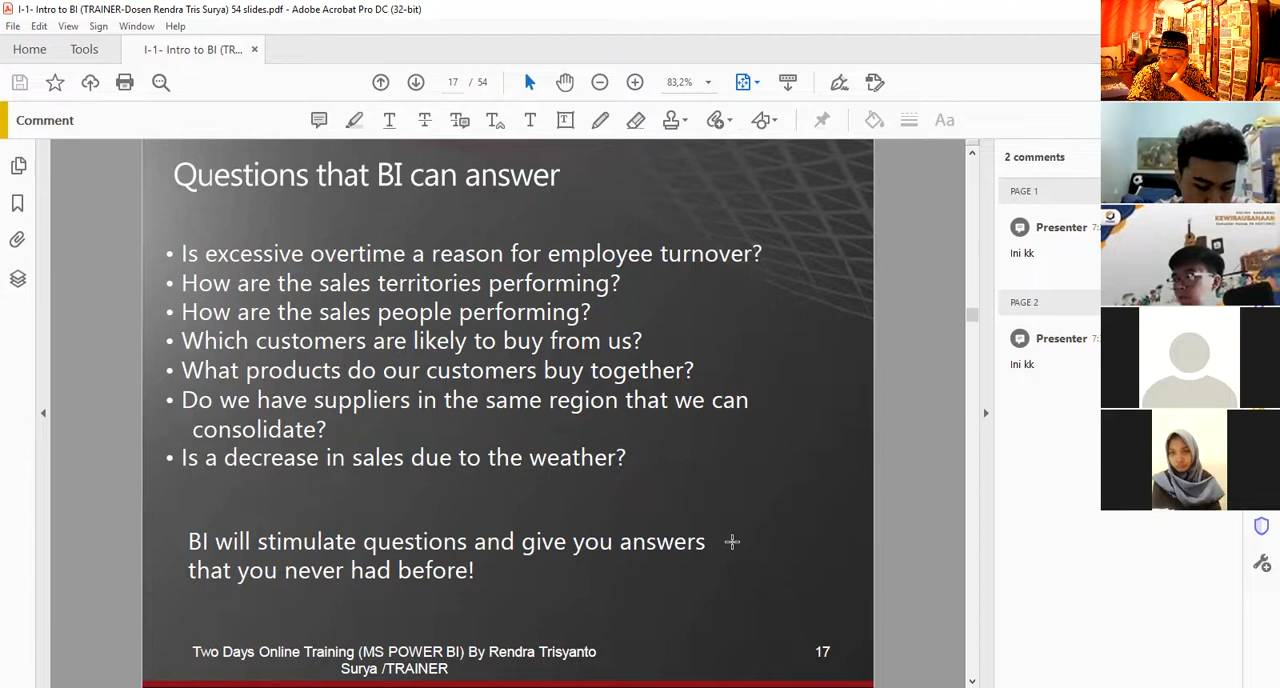 I-1- Intro to BI (TRAINER-Dosen Rendra Tris Surya) 54 slides.pdf - Adobe Acrobat Pro DC (32-bit)
File Edit View Sign Window Help
Home Tools I-1- Intro to BI (TR... ×
17 / 54 83,2%
Comment
Aa
Questions that BI can answer
• Is excessive overtime a reason for employee turnover?
• How are the sales territories performing?
• How are the sales people performing?
• Which customers are likely to buy from us?
• What products do our customers buy together?
• Do we have suppliers in the same region that we can
consolidate?
• Is a decrease in sales due to the weather?
BI will stimulate questions and give you answers
that you never had before!
Two Days Online Training (MS POWER BI) By Rendra Trisyanto
Surya /TRAINER
17
2 comments
PAGE 1
Presenter 7:
Ini kk
PAGE 2
Presenter 7:
Ini kk
KEWIRAUSAHAAN